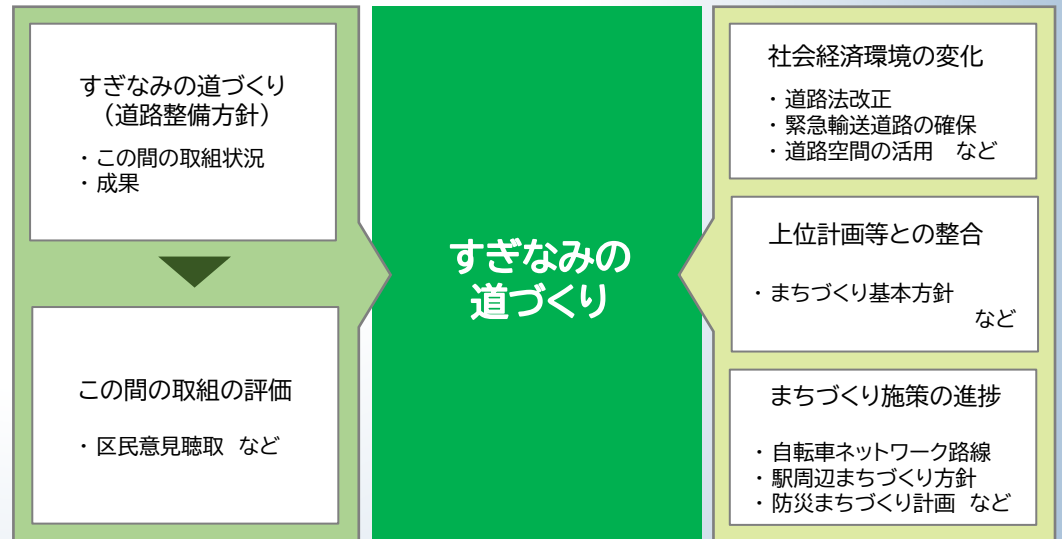 すぎなみの道づくり
（道路整備方針）
・この間の取組状況
・成果
この間の取組の評価
・区民意見聴取 など
すぎなみの
道づくり
社会経済環境の変化
・道路法改正
・緊急輸送道路の確保
・道路空間の活用　など
上位計画等との整合
・まちづくり基本方針
など
まちづくり施策の進捗
・自転車ネットワーク路線
・駅周辺まちづくり方針
・防災まちづくり計画 など